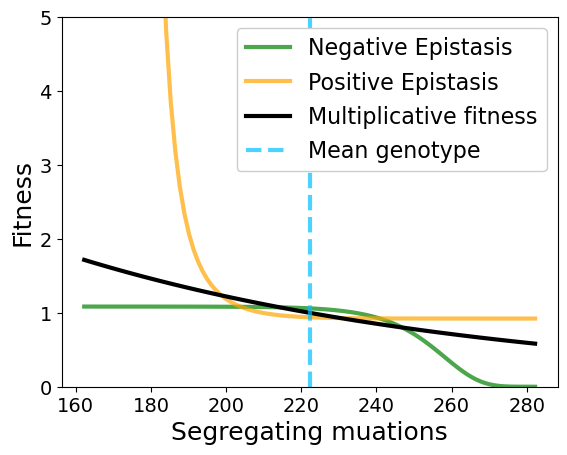 5
4
3
2
1
0
Fitness
Negative Epistasis
Positive Epistasis
Multiplicative fitness
Mean genotype
160 180 200 220 240 260 280
Segregating muations